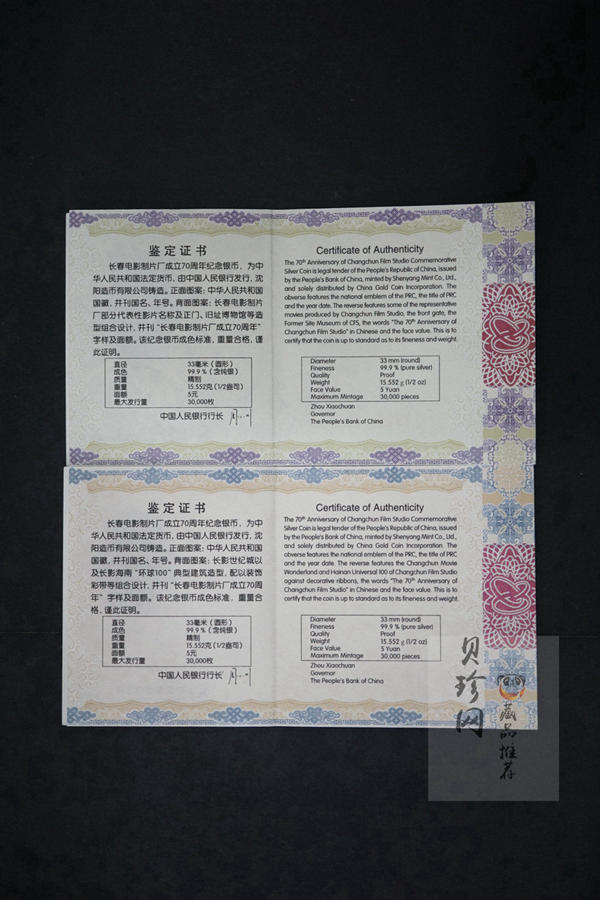 鉴定证书
长春电影制片厂成立70周年纪念银币，为中
华人民共和国法定货币，由中国人民银行发行，沈
阳造币有限公司铸造。正面图案：中华人民共和国
国徽，并刊国名、年号。背面图案：长春电影制片
厂部分代表性影片名称及正门、旧址博物馆等造
型组合设计，并刊“长春电影制片厂成立70周年”
字样及面额。该纪念银币成色标准，重量合格，谨
此证明。
直径 33毫米（圆形）
成色 99.9％（含纯银）
质量 精制
重量 15.552克(1/2盎司)
面额 5元
最大发行量 30,000枚
中国人民银行行长
Certificate of Authenticity
The 70th Anniversary of Changchun Film Studio Commemorative
Silver Coin is legal tender of the People's Republic of China, issued
by the People's Bank of China, minted by Shenyang Mint Co., Ltd.,
and solely distributed by China Gold Coin Incorporation. The
obverse features the national emblem of the PRC, the title of PRC
and the year date. The reverse features some of the representative
movies produced by Changchun Film Studio, the front gate, the
Former Site Museum of CFS, the words "The 70th Anniversary of
Changchun Film Studio" in Chinese and the face value. This is to
certify that the coin is up to standard as to its fineness and weight.
Diameter 33 mm (round)
Fineness 99.9 % (pure silver)
Quality Proof
Weight 15.552 g (1/2 oz)
Face Value 5 Yuan
Maximum Mintage 30,000 pieces
Zhou Xiaochuan
Governor
The People's Bank of China
鉴定证书
长春电影制片厂成立70周年纪念银币，为中
华人民共和国法定货币，由中国人民银行发行，沈
阳造币有限公司铸造。正面图案：中华人民共和国
国徽，并刊国名、年号。背面图案：长影世纪城以
及长影海南“环球100”典型建筑造型，配以装饰
彩带等组合设计，并刊“长春电影制片厂成立70周
年”字样及面额。该纪念银币成色标准，重量合
格，谨此证明。
直径 33毫米（圆形）
成色 99.9％（含纯银）
质量 精制
重量 15.552克(1/2盎司)
面额 5元
最大发行量 30,000枚
中国人民银行行长
Certificate of Authenticity
The 70th Anniversary of Changchun Film Studio Commemorative
Silver Coin is legal tender of the People's Republic of China, issued
by the People's Bank of China, minted by Shenyang Mint Co., Ltd.,
and solely distributed by China Gold Coin Incorporation. The
obverse features the national emblem of the PRC, the title of PRC
and the year date. The reverse features the Changchun Movie
Wonderland and Hainan Universal 100 of Changchun Film Studio
against decorative ribbons, the words "The 70th Anniversary of
Changchun Film Studio" in Chinese and the face value. This is to
certify that the coin is up to standard as to its fineness and weight.
Diameter 33 mm (round)
Fineness 99.9 % (pure silver)
Quality Proof
Weight 15.552 g (1/2 oz)
Face Value 5 Yuan
Maximum Mintage 30,000 pieces
Zhou Xiaochuan
Governor
The People's Bank of China
贝珍网
藏品推荐